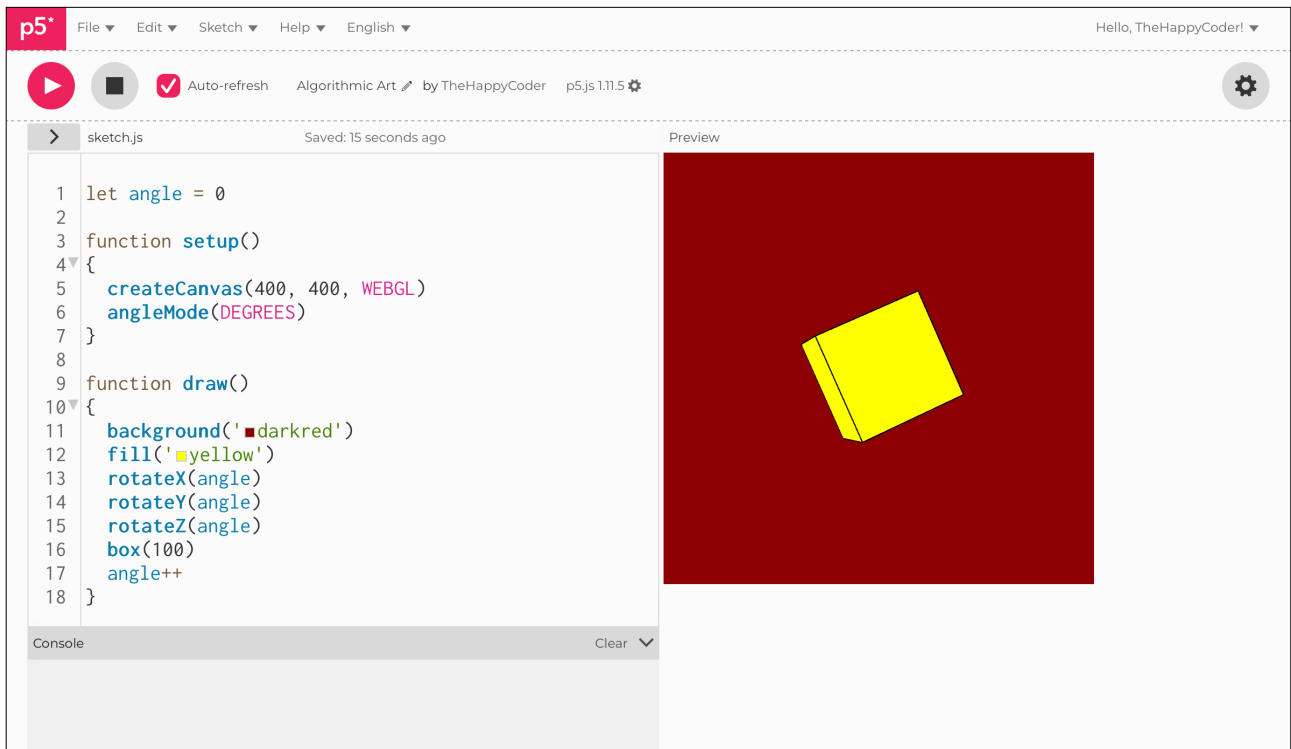 p5* File Edit Sketch Help English Hello, TheHappyCoder!
Auto-refresh Algorithmic Art by TheHappyCoder p5.js 1.11.5
sketch.js Saved: 15 seconds ago Preview
1 let angle = 0
2
3 function setup()
4 {
5 createCanvas(400, 400, WEBGL)
6 angleMode(DEGREES)
7 }
8
9 function draw()
10 {
11 background('darkred')
12 fill('yellow')
13 rotateX(angle)
14 rotateY(angle)
15 rotateZ(angle)
16 box(100)
17 angle++
18 }
Console Clear